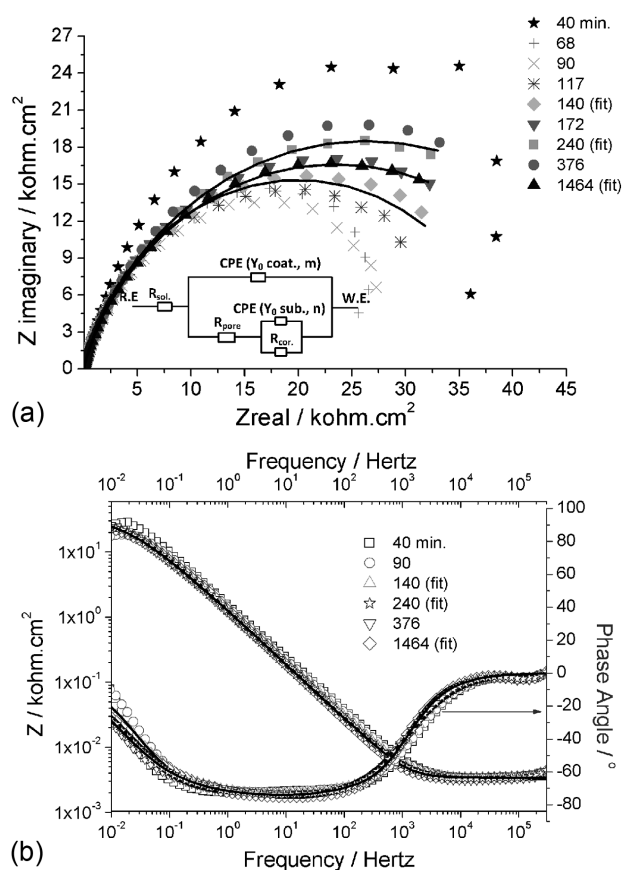 40 min.
68
90
117
140 (fit)
172
240 (fit)
376
1464 (fit)
27
24
21
18
15
12
9
6
3
0
Z imaginary / kohm.cm²
CPE (Y₀ coat., m)
R.E
R sol.
CPE (Y₀ sub., n)
W.E.
R pore
R cor.
5 10 15 20 25 30 35 40 45
(a)
Zreal / kohm.cm²
Frequency / Hertz
10⁻² 10⁻¹ 10⁰ 10¹ 10² 10³ 10⁴ 10⁵
40 min.
90
140 (fit)
240 (fit)
376
1464 (fit)
1x10¹
1x10⁰
1x10⁻¹
1x10⁻²
1x10⁻³
Z / kohm.cm²
100
80
60
40
20
0
-20
-40
-60
-80
Phase Angle / °
10⁻² 10⁻¹ 10⁰ 10¹ 10² 10³ 10⁴ 10⁵
(b)
Frequency / Hertz